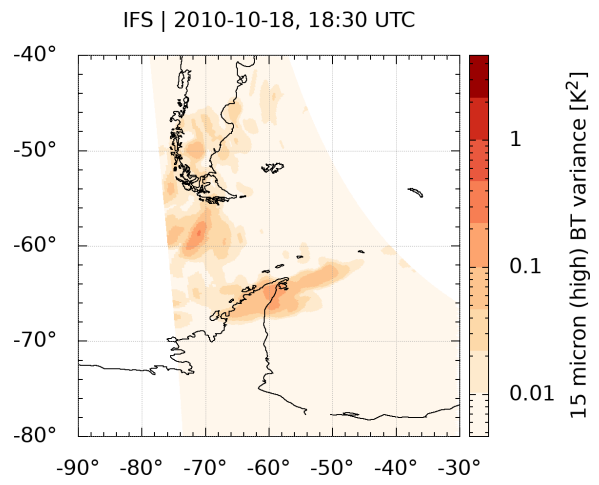 IFS | 2010-10-18, 18:30 UTC
-40°
-50°
-60°
-70°
-80°
-90° -80° -70° -60° -50° -40° -30°
1
0.1
0.01
15 micron (high) BT variance [K²]